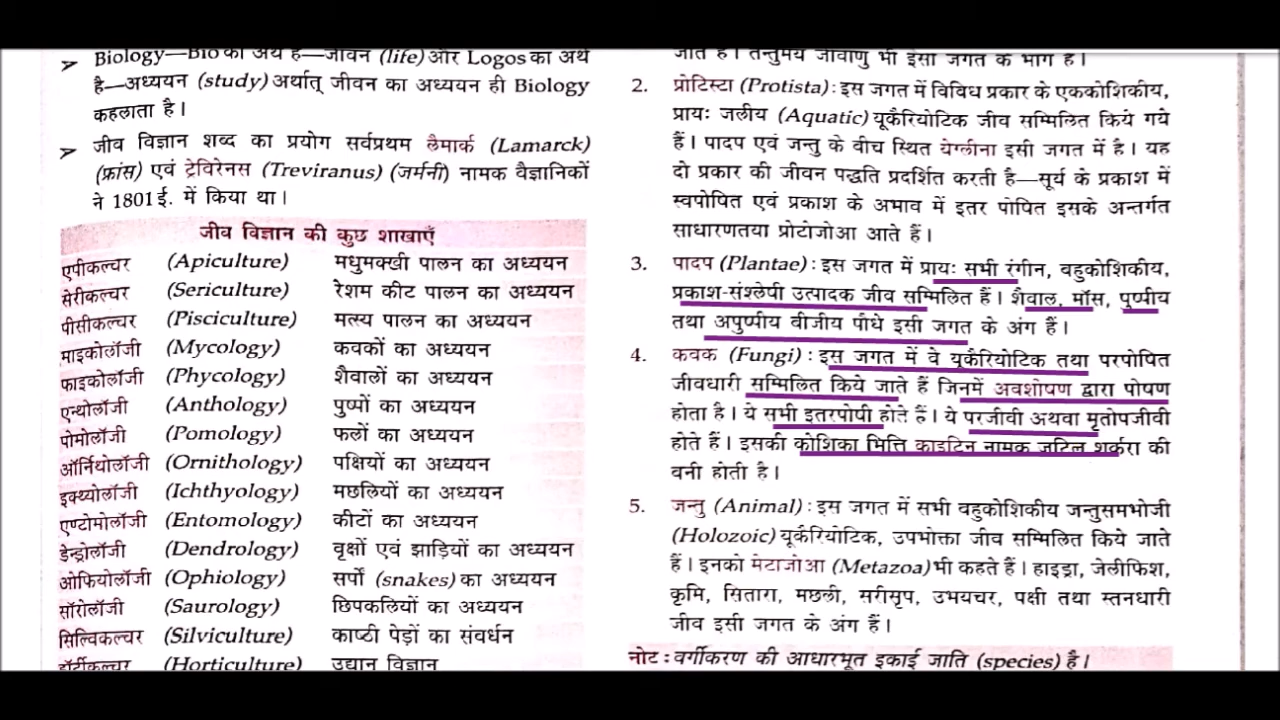 ➤ Biology—Bio का अर्थ है—जीवन (life) और Logos का अर्थ
है—अध्ययन (study) अर्थात् जीवन का अध्ययन ही Biology
कहलाता है।
➤ जीव विज्ञान शब्द का प्रयोग सर्वप्रथम लैमार्क (Lamarck)
(फ्रांस) एवं ट्रेविरेनस (Treviranus) (जर्मनी) नामक वैज्ञानिकों
ने 1801 ई. में किया था।
जीव विज्ञान की कुछ शाखाएँ
एपीकल्चर (Apiculture) मधुमक्खी पालन का अध्ययन
सेरीकल्चर (Sericulture) रेशम कीट पालन का अध्ययन
पीसीकल्चर (Pisciculture) मत्स्य पालन का अध्ययन
माइकोलॉजी (Mycology) कवकों का अध्ययन
फाइकोलॉजी (Phycology) शैवालों का अध्ययन
एन्थोलॉजी (Anthology) पुष्पों का अध्ययन
पोमोलॉजी (Pomology) फलों का अध्ययन
ऑर्नियोलॉजी (Ornithology) पक्षियों का अध्ययन
इक्थ्योलॉजी (Ichthyology) मछलियों का अध्ययन
एण्टोमोलॉजी (Entomology) कीटों का अध्ययन
डेन्ड्रोलॉजी (Dendrology) वृक्षों एवं झाड़ियों का अध्ययन
ओफियोलॉजी (Ophiology) सर्पों (snakes) का अध्ययन
सॉरोलॉजी (Saurology) छिपकलियों का अध्ययन
सिल्विकल्चर (Silviculture) काष्ठी पेड़ों का संवर्धन
हॉर्टीकल्चर (Horticulture) उद्यान विज्ञान
जाते हैं। तन्तुमय जीवाणु भी इसी जगत के भाग हैं।
2. प्रोटिस्टा (Protista) : इस जगत में विविध प्रकार के एककोशिकीय,
प्रायः जलीय (Aquatic) यूकैरियोटिक जीव सम्मिलित किये गये
हैं। पादप एवं जन्तु के बीच स्थित येग्लीना इसी जगत में है। यह
दो प्रकार की जीवन पद्धति प्रदर्शित करती है—सूर्य के प्रकाश में
स्वपोषित एवं प्रकाश के अभाव में इतर पोषित इसके अन्तर्गत
साधारणतया प्रोटोजोआ आते हैं।
3. पादप (Plantae) : इस जगत में प्रायः सभी रंगीन, बहुकोशिकीय,
प्रकाश-संश्लेषी उत्पादक जीव सम्मिलित हैं। शैवाल, मॉस, पुष्पीय
तथा अपुष्पीय बीजीय पौधे इसी जगत के अंग हैं।
4. कवक (Fungi) : इस जगत में वे यूकैरियोटिक तथा परपोषित
जीवधारी सम्मिलित किये जाते हैं जिनमें अवशोषण द्वारा पोषण
होता है। ये सभी इतरपोषी होते हैं। ये परजीवी अथवा मृतोपजीवी
होते हैं। इसकी कोशिका भित्ति काइटिन नामक जटिल शर्करा की
बनी होती है।
5. जन्तु (Animal) : इस जगत में सभी बहुकोशिकीय जन्तुसमभोजी
(Holozoic) यूकैरियोटिक, उपभोक्ता जीव सम्मिलित किये जाते
हैं। इनको मेटाजोआ (Metazoa) भी कहते हैं। हाइड्रा, जेलीफिश,
कृमि, सितारा, मछली, सरीसृप, उभयचर, पक्षी तथा स्तनधारी
जीव इसी जगत के अंग हैं।
नोट : वर्गीकरण की आधारभूत इकाई जाति (species) है।